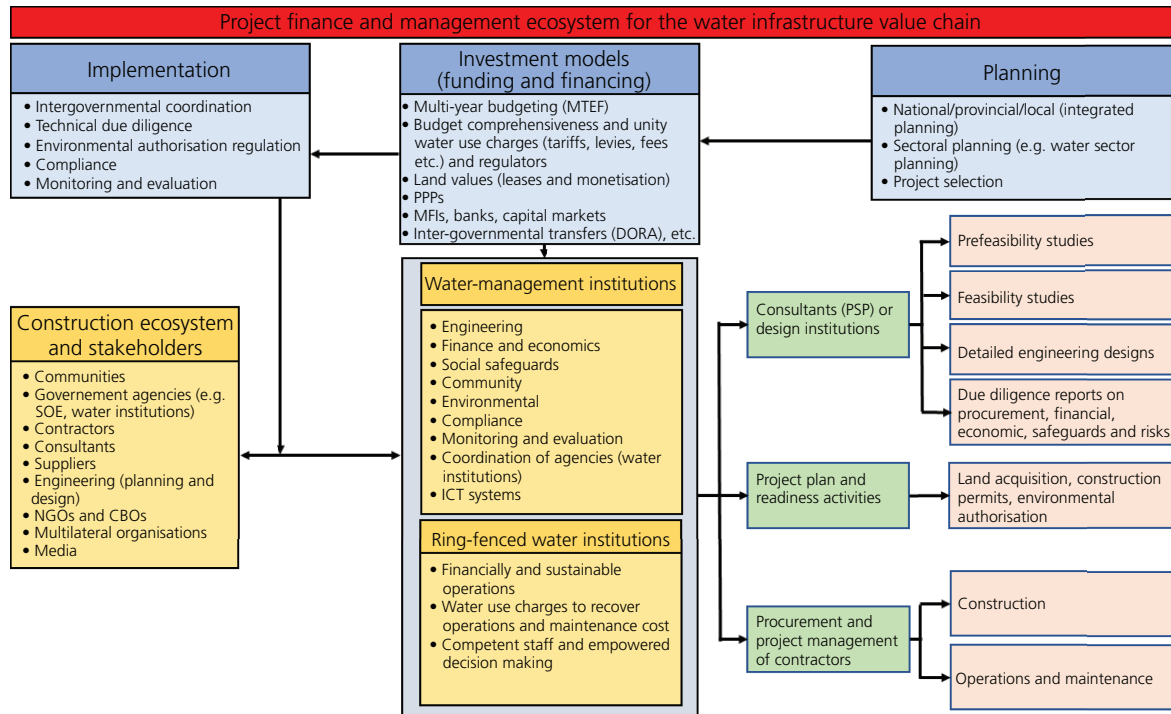 Project finance and management ecosystem for the water infrastructure value chain
Implementation
• Intergovernmental coordination
• Technical due diligence
• Environmental authorisation regulation
• Compliance
• Monitoring and evaluation
Investment models
(funding and financing)
• Multi-year budgeting (MTEF)
• Budget comprehensiveness and unity
water use charges (tariffs, levies, fees
etc.) and regulators
• Land values (leases and monetisation)
• PPPs
• MFIs, banks, capital markets
• Inter-governmental transfers (DORA), etc.
Planning
• National/provincial/local (integrated
planning)
• Sectoral planning (e.g. water sector
planning)
• Project selection
Construction ecosystem
and stakeholders
• Communities
• Governement agencies (e.g.
SOE, water institutions)
• Contractors
• Consultants
• Suppliers
• Engineering (planning and
design)
• NGOs and CBOs
• Multilateral organisations
• Media
Water-management institutions
• Engineering
• Finance and economics
• Social safeguards
• Community
• Environmental
• Compliance
• Monitoring and evaluation
• Coordination of agencies (water
institutions)
• ICT systems
Ring-fenced water institutions
• Financially and sustainable
operations
• Water use charges to recover
operations and maintenance cost
• Competent staff and empowered
decision making
Consultants (PSP) or
design institutions
Prefeasibility studies
Feasibility studies
Detailed engineering designs
Due diligence reports on
procurement, financial,
economic, safeguards and risks
Project plan and
readiness activities
Land acquisition, construction
permits, environmental
authorisation
Procurement and
project management
of contractors
Construction
Operations and maintenance